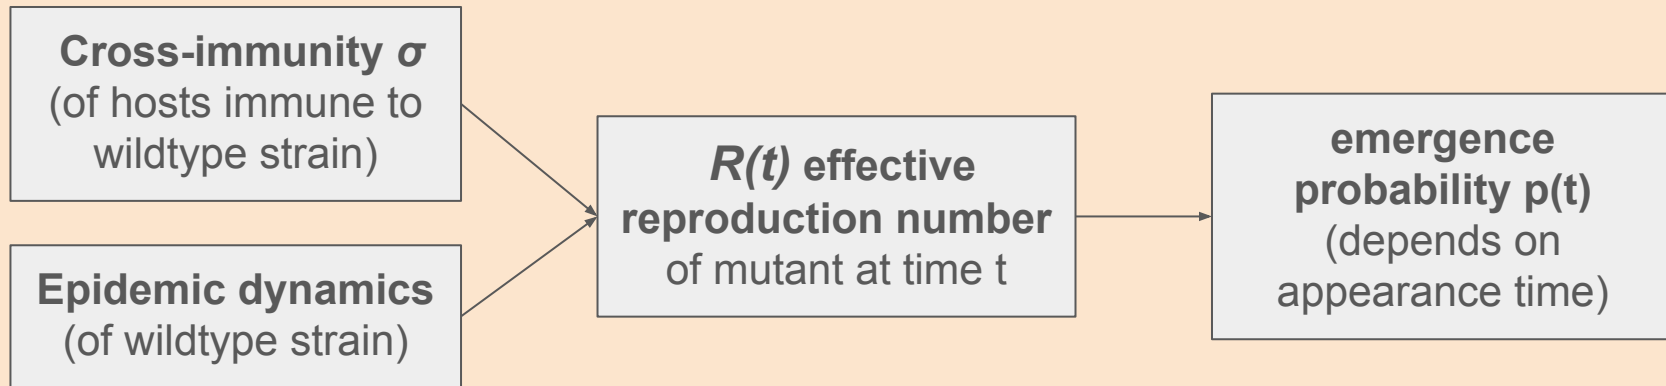 Cross-immunity σ
(of hosts immune to
wildtype strain)
Epidemic dynamics
(of wildtype strain)
R(t) effective
reproduction number
of mutant at time t
emergence
probability p(t)
(depends on
appearance time)